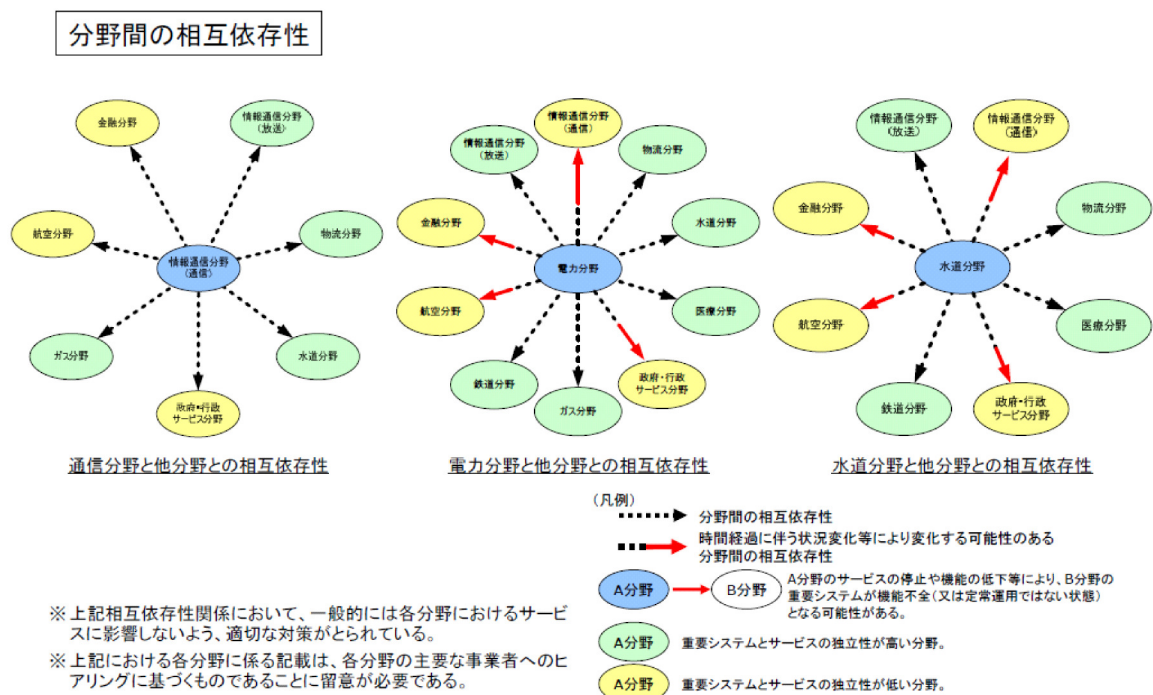 分野間の相互依存性
金融分野
情報通信分野
(放送)
航空分野
物流分野
情報通信分野
(通信)
ガス分野
水道分野
政府・行政
サービス分野
通信分野と他分野との相互依存性
情報通信分野
(通信)
情報通信分野
(放送)
物流分野
金融分野
水道分野
電力分野
航空分野
医療分野
鉄道分野
政府・行政
サービス分野
ガス分野
電力分野と他分野との相互依存性
情報通信分野
(放送)
情報通信分野
(通信)
金融分野
物流分野
水道分野
航空分野
医療分野
鉄道分野
政府・行政
サービス分野
水道分野と他分野との相互依存性
(凡例)
分野間の相互依存性
時間経過に伴う状況変化等により変化する可能性のある
分野間の相互依存性
A分野
B分野
A分野のサービスの停止や機能の低下等により、B分野の
重要システムが機能不全(又は定常運用ではない状態)
となる可能性がある。
A分野
重要システムとサービスの独立性が高い分野。
A分野
重要システムとサービスの独立性が低い分野。
※上記相互依存性関係において、一般的には各分野におけるサービ
スに影響しないよう、適切な対策がとられている。
※上記における各分野に係る記載は、各分野の主要な事業者へのヒ
アリングに基づくものであることに留意が必要である。